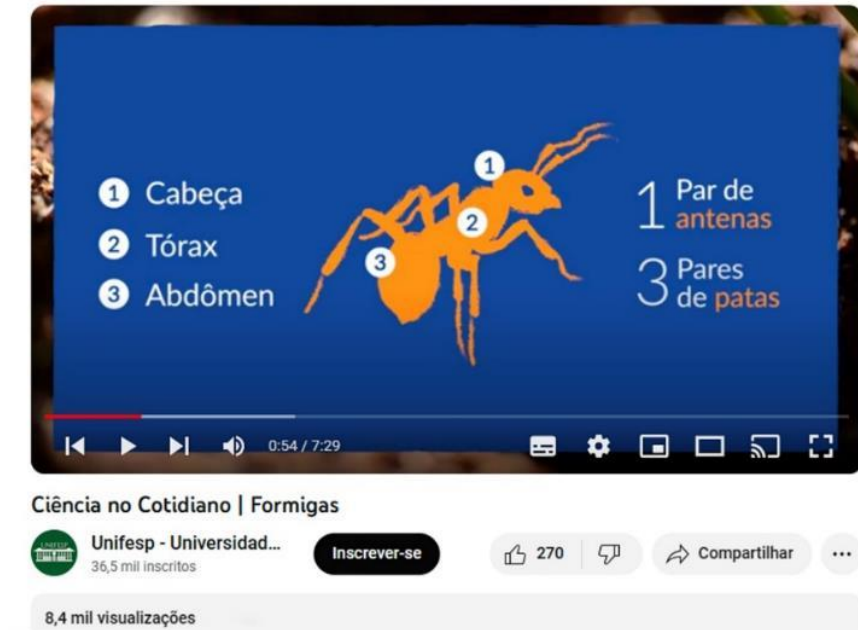 1 Cabeça
2 Tórax
3 Abdômen
1
2
3
1 Par de
antenas
3 Pares
de patas
0:54 / 7:29
Ciência no Cotidiano | Formigas
UNIFESP
Unifesp - Universidad...
36,5 mil inscritos
Inscrever-se
270
Compartilhar
8,4 mil visualizações